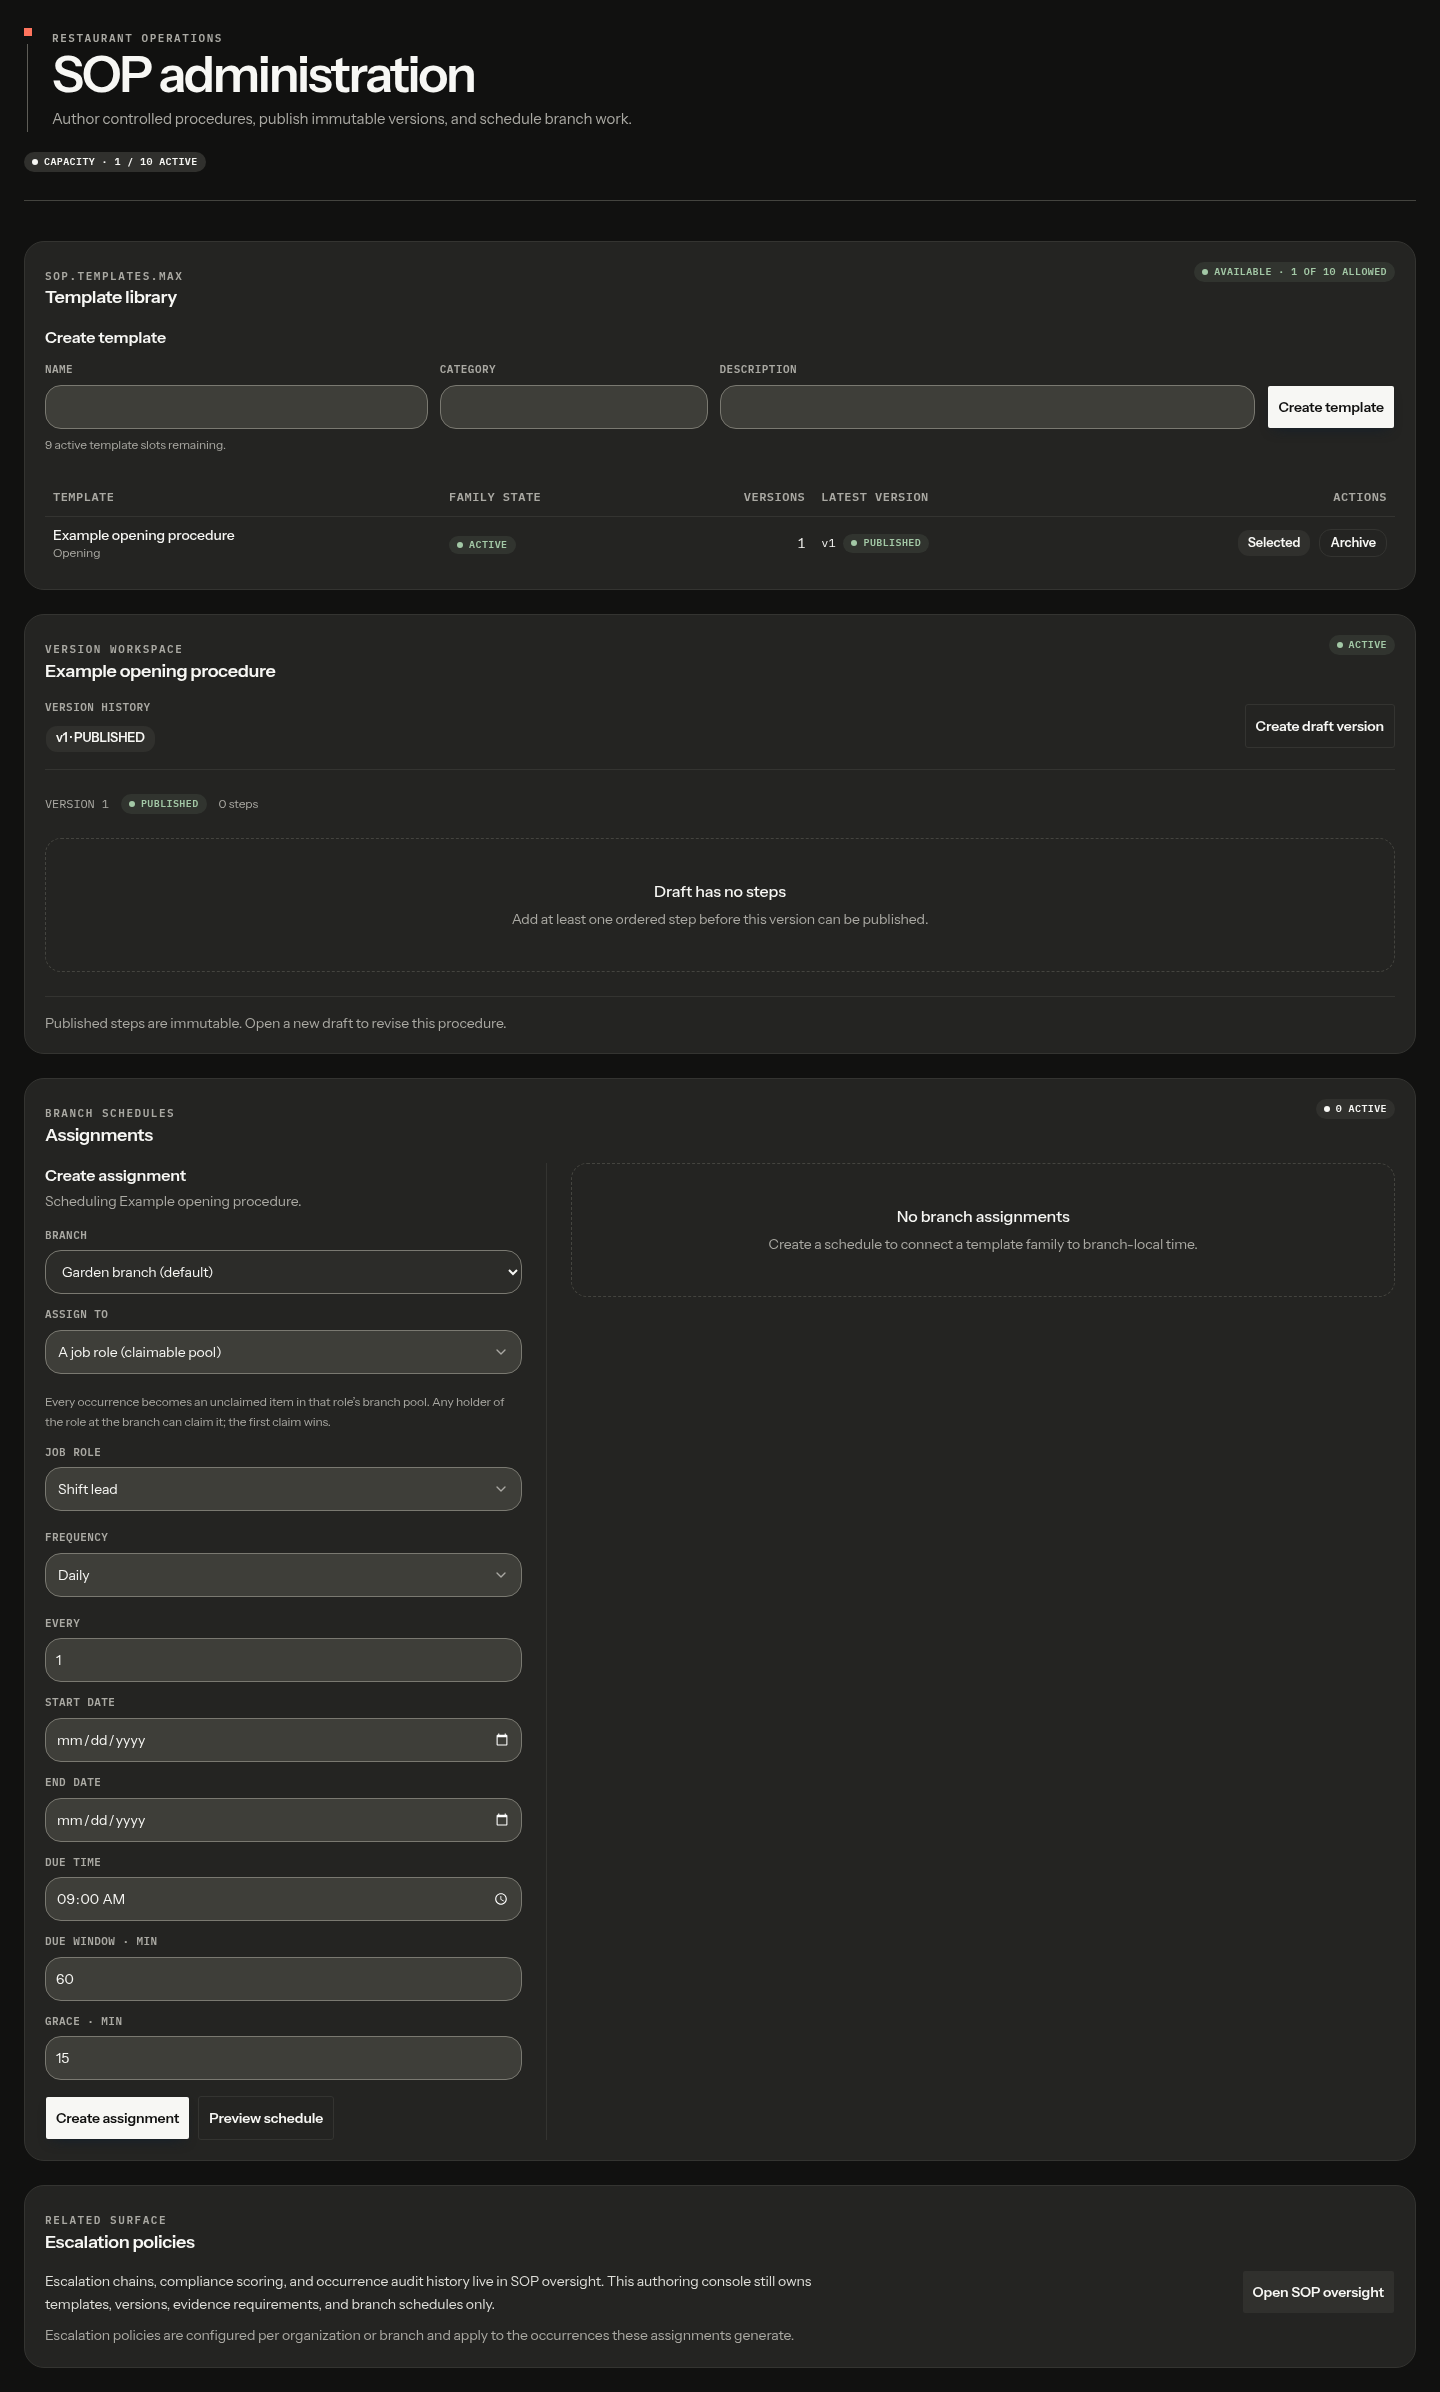 RESTAURANT OPERATIONS
SOP administration
Author controlled procedures, publish immutable versions, and schedule branch work.
CAPACITY · 1 / 10 ACTIVE
SOP.TEMPLATES.MAX
AVAILABLE · 1 OF 10 ALLOWED
Template library
Create template
NAME CATEGORY DESCRIPTION
Create template
9 active template slots remaining.
TEMPLATE FAMILY STATE VERSIONS LATEST VERSION ACTIONS
Example opening procedure
Opening
ACTIVE 1 v1 PUBLISHED Selected Archive
VERSION WORKSPACE
ACTIVE
Example opening procedure
VERSION HISTORY
v1 · PUBLISHED
Create draft version
VERSION 1 PUBLISHED 0 steps
Draft has no steps
Add at least one ordered step before this version can be published.
Published steps are immutable. Open a new draft to revise this procedure.
BRANCH SCHEDULES
0 ACTIVE
Assignments
Create assignment
Scheduling Example opening procedure.
BRANCH
Garden branch (default)
ASSIGN TO
A job role (claimable pool)
Every occurrence becomes an unclaimed item in that role's branch pool. Any holder of
the role at the branch can claim it; the first claim wins.
JOB ROLE
Shift lead
FREQUENCY
Daily
EVERY
1
START DATE
mm/dd/yyyy
END DATE
mm/dd/yyyy
DUE TIME
09:00 AM
DUE WINDOW · MIN
60
GRACE · MIN
15
Create assignment Preview schedule
No branch assignments
Create a schedule to connect a template family to branch-local time.
RELATED SURFACE
Escalation policies
Escalation chains, compliance scoring, and occurrence audit history live in SOP oversight. This authoring console still owns
templates, versions, evidence requirements, and branch schedules only.
Escalation policies are configured per organization or branch and apply to the occurrences these assignments generate.
Open SOP oversight